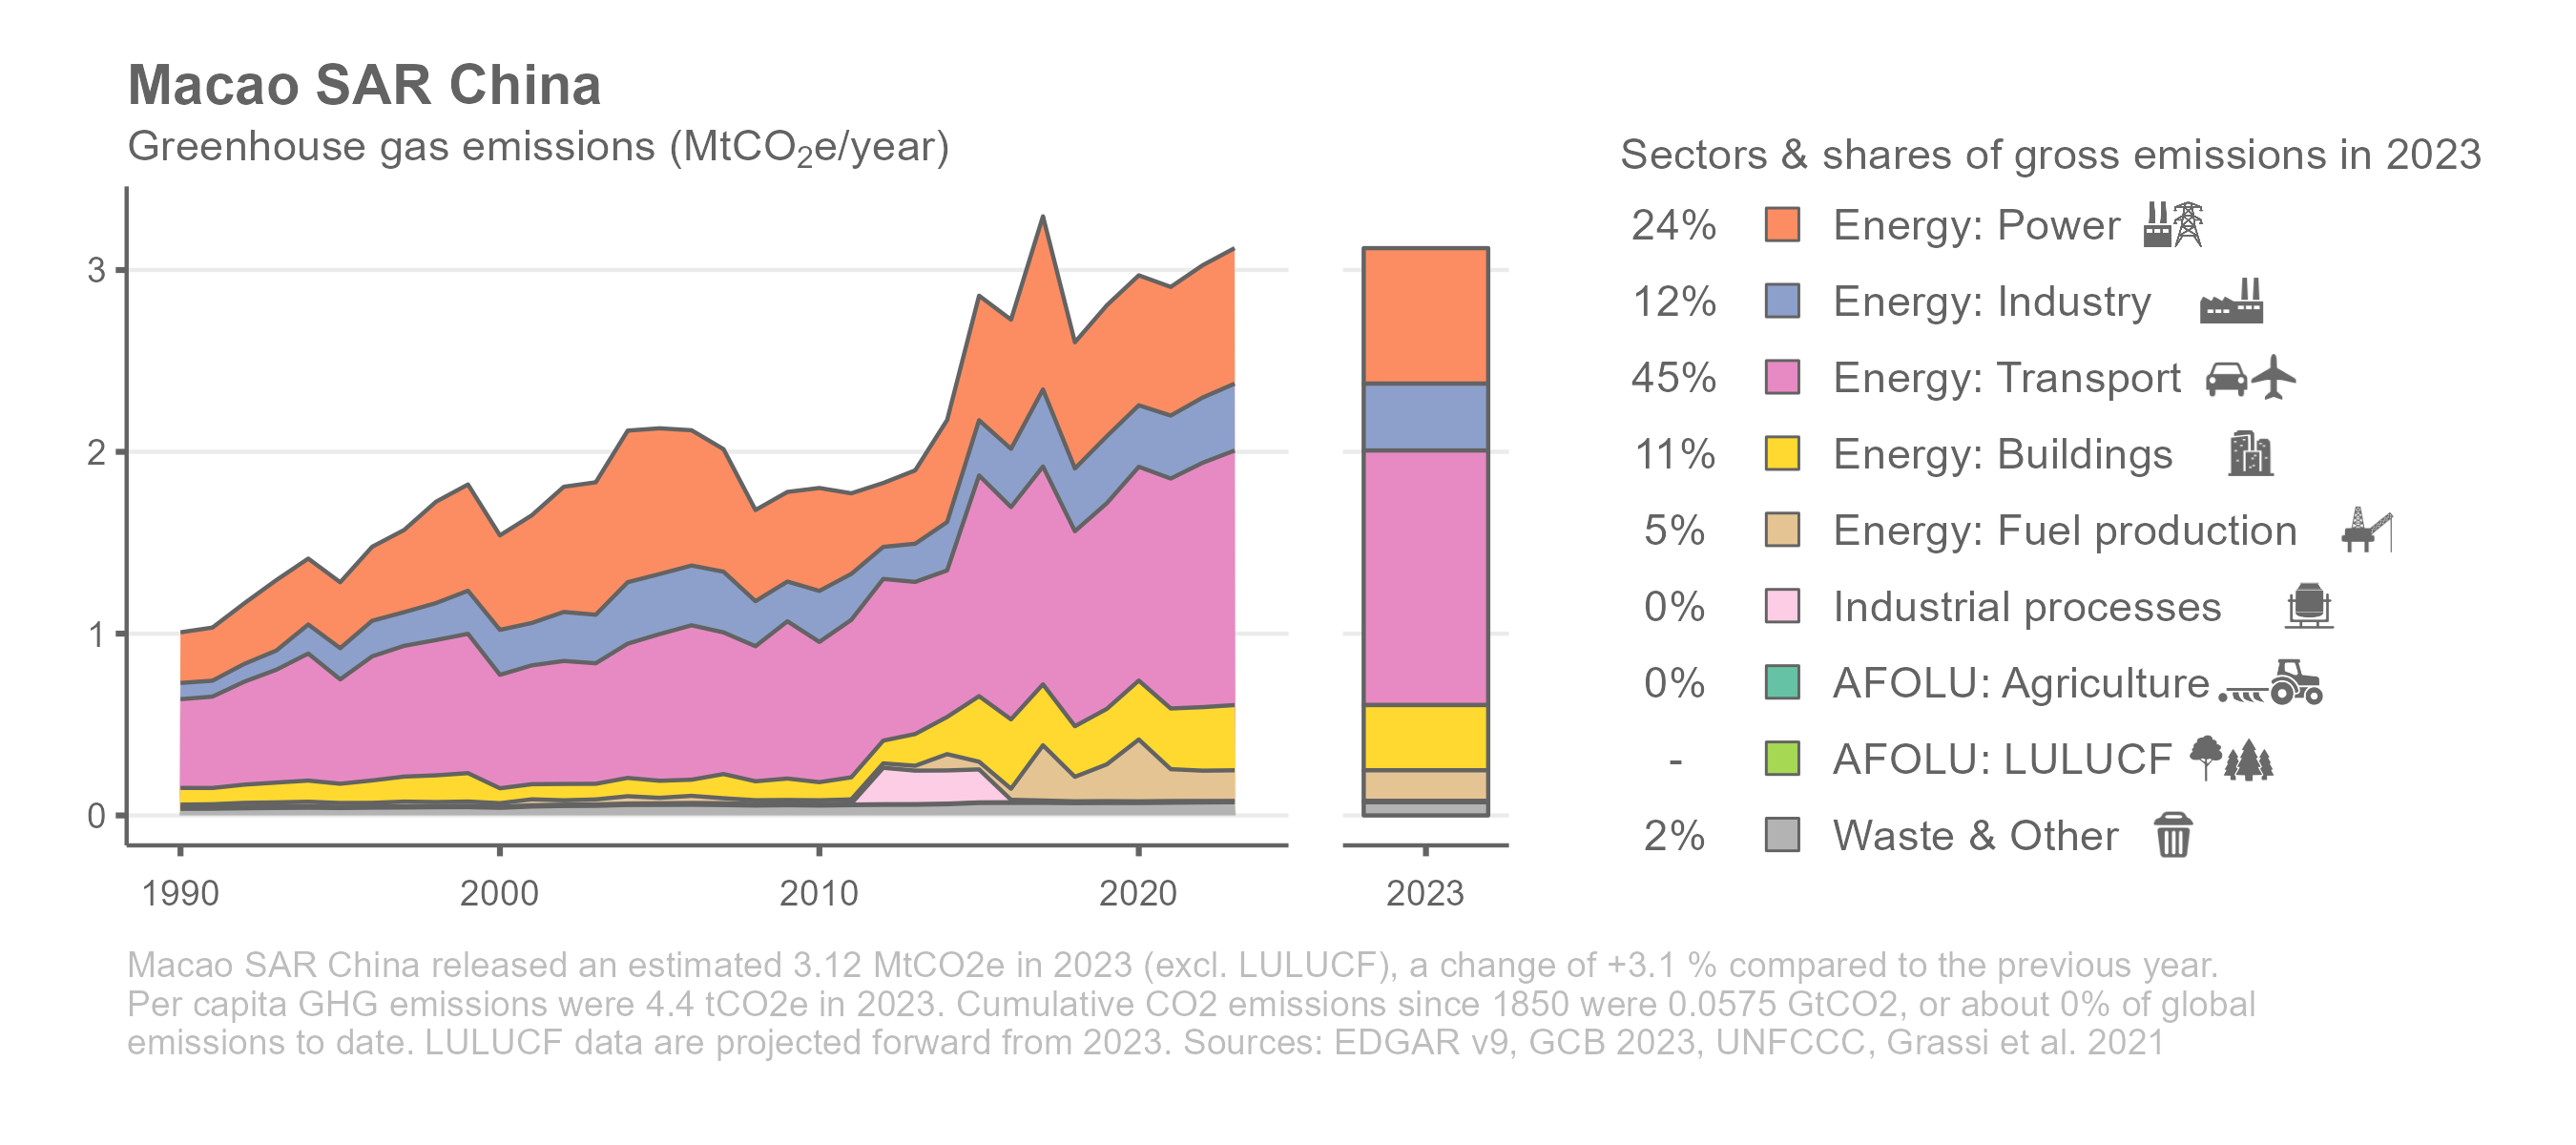 Macao SAR China
Greenhouse gas emissions (MtCO₂e/year)
3
2
1
0
1990 2000 2010 2020 2023
Sectors & shares of gross emissions in 2023
24% Energy: Power
12% Energy: Industry
45% Energy: Transport
11% Energy: Buildings
5% Energy: Fuel production
0% Industrial processes
0% AFOLU: Agriculture
- AFOLU: LULUCF
2% Waste & Other
Macao SAR China released an estimated 3.12 MtCO2e in 2023 (excl. LULUCF), a change of +3.1 % compared to the previous year.
Per capita GHG emissions were 4.4 tCO2e in 2023. Cumulative CO2 emissions since 1850 were 0.0575 GtCO2, or about 0% of global
emissions to date. LULUCF data are projected forward from 2023. Sources: EDGAR v9, GCB 2023, UNFCCC, Grassi et al. 2021